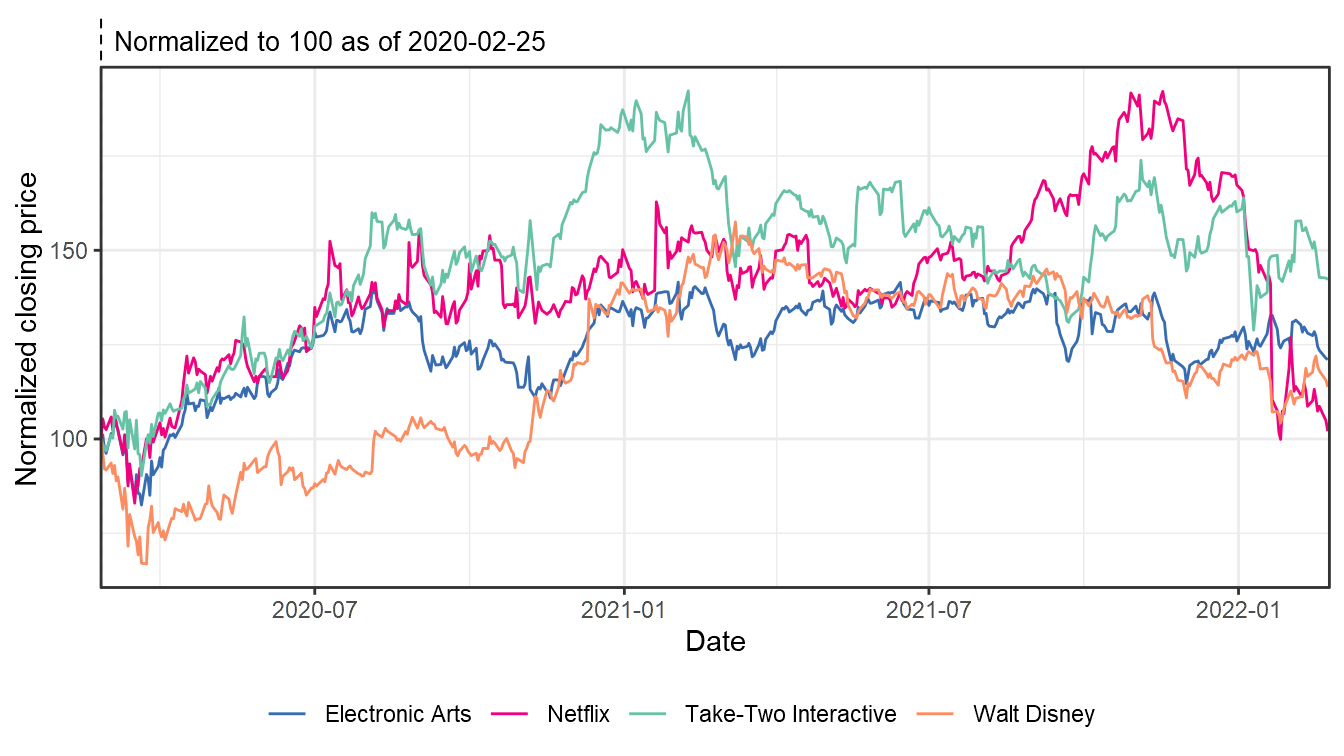 Normalized to 100 as of 2020-02-25
Normalized closing price
150
100
2020-07 2021-01 2021-07 2022-01
Date
Electronic Arts Netflix Take-Two Interactive Walt Disney